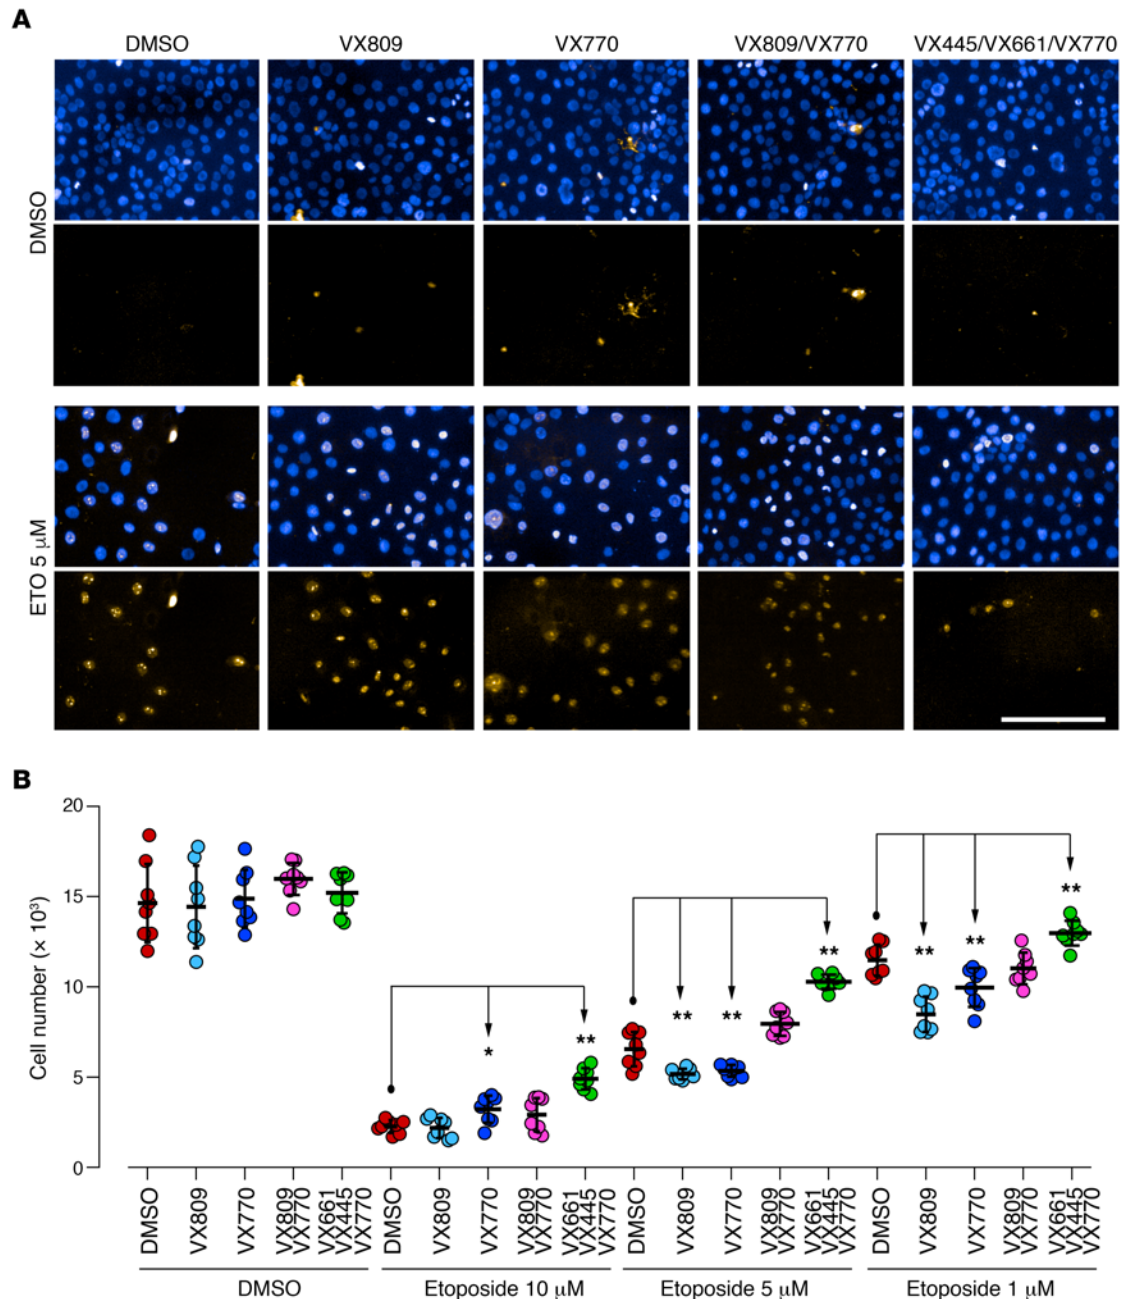 A
DMSO VX809 VX770 VX809/VX770 VX445/VX661/VX770
DMSO
ETO 5 µM
B
Cell number (× 10³)
20
15
10
5
0
* ** ** ** ** ** ** **
DMSO
VX809
VX770
VX809
VX770
VX661
VX445
VX770
DMSO
VX809
VX770
VX809
VX770
VX661
VX445
VX770
DMSO
VX809
VX770
VX809
VX770
VX661
VX445
VX770
DMSO
VX809
VX770
VX809
VX770
VX661
VX445
VX770
DMSO Etoposide 10 µM Etoposide 5 µM Etoposide 1 µM